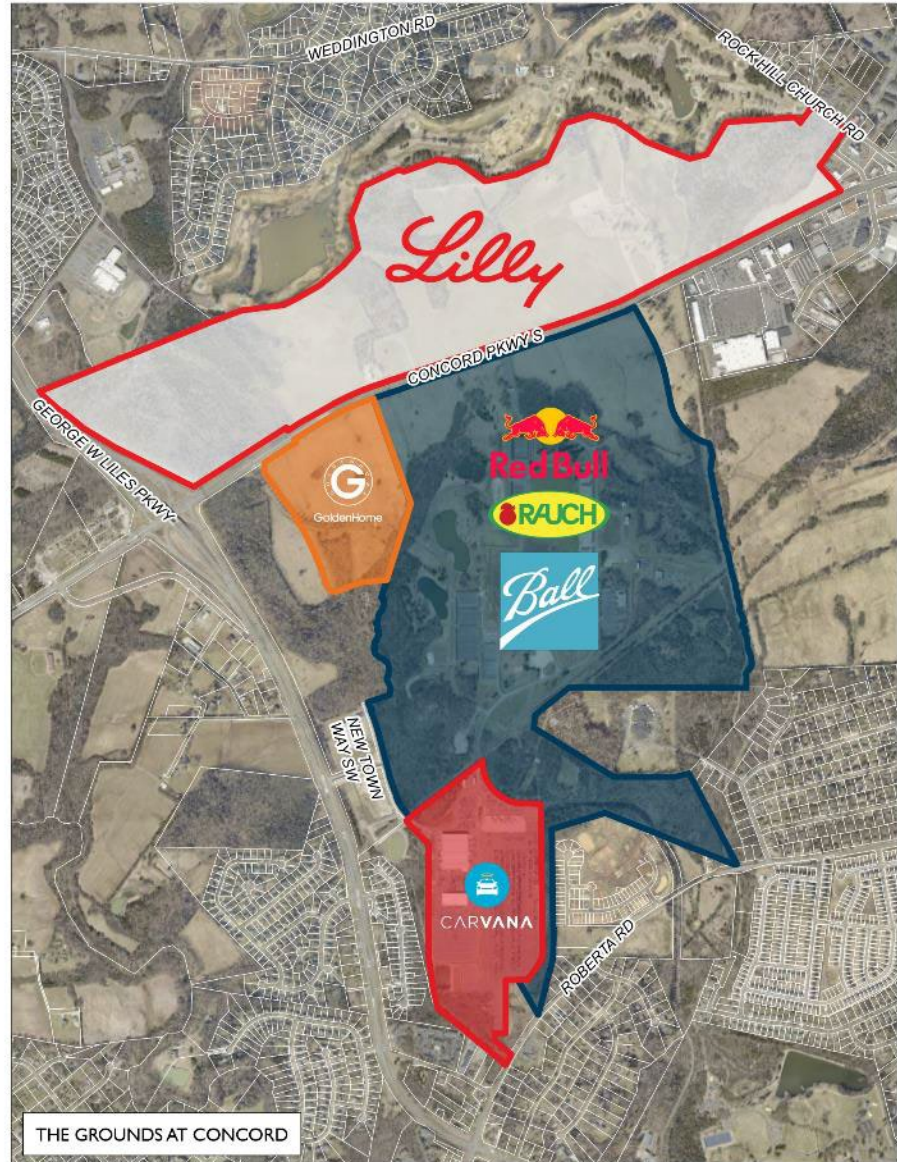 WEDDINGTON RD
ROCKHILL CHURCH RD
Lilly
CONCORD PKWY S
GEORGE W LILES PKWY
G
GoldenHome
Red Bull
RAUCH
Ball
NEW TOWN
WAY SW
CARVANA
ROBERTA RD
THE GROUNDS AT CONCORD